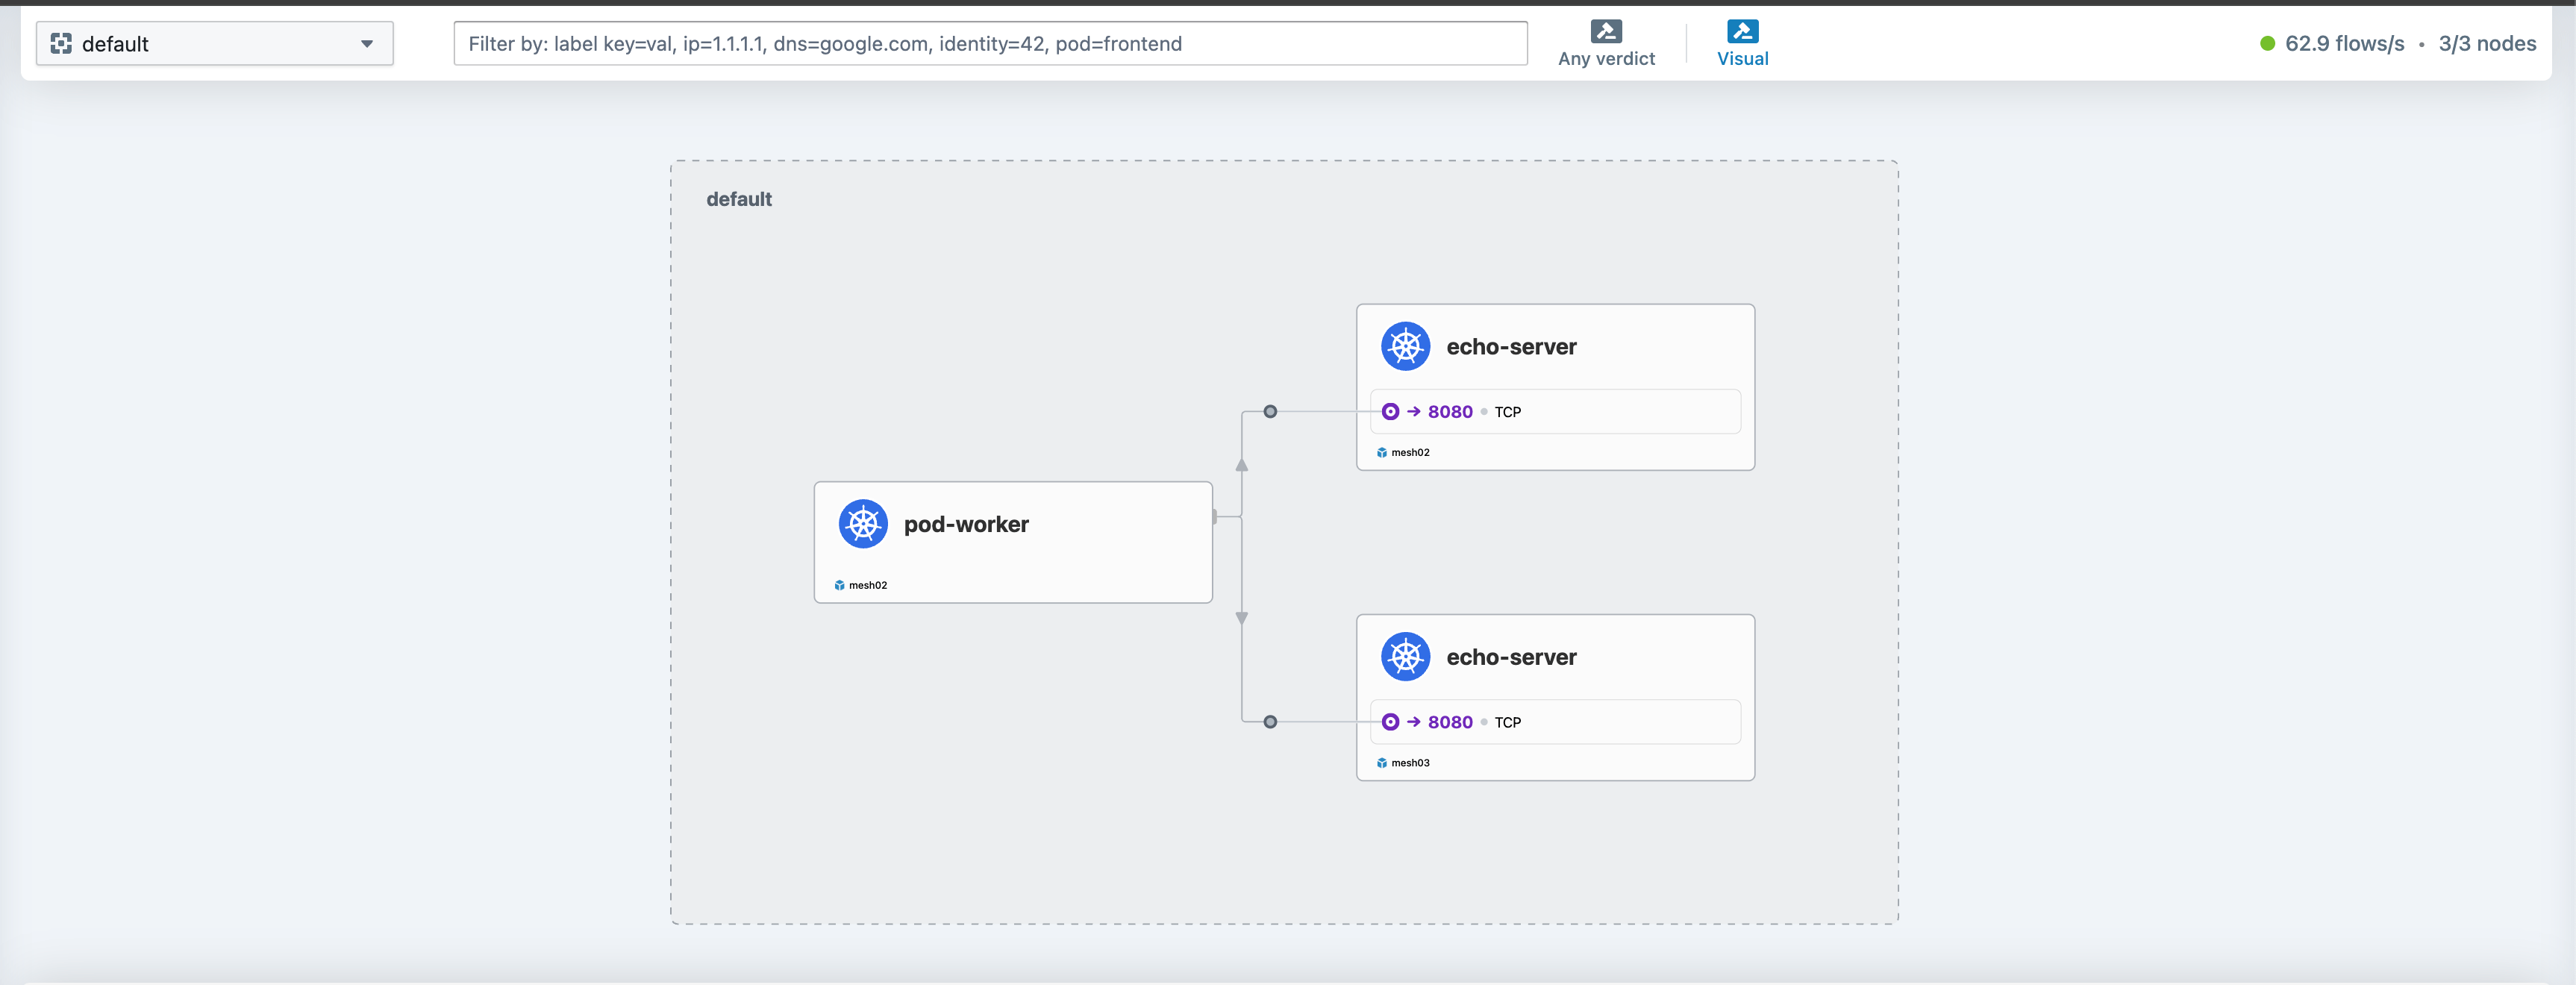 default
Filter by: label key=val, ip=1.1.1.1, dns=google.com, identity=42, pod=frontend
Any verdict
Visual
62.9 flows/s • 3/3 nodes
default
echo-server
8080 • TCP
mesh02
pod-worker
mesh02
echo-server
8080 • TCP
mesh03